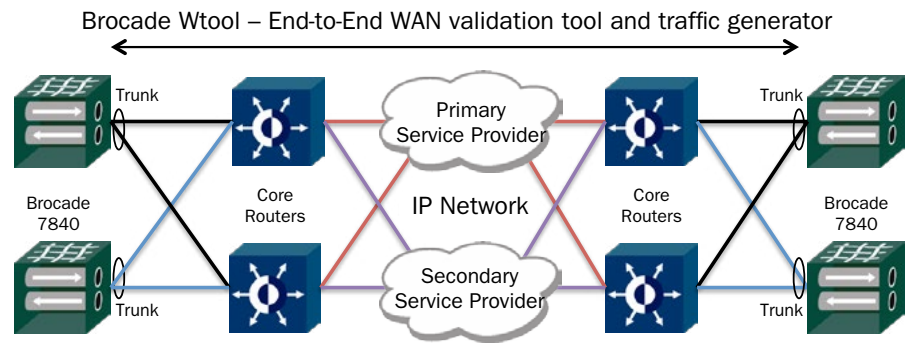 Brocade Wtool – End-to-End WAN validation tool and traffic generator
Trunk
Trunk
Primary
Service Provider
Brocade
7840
Core
Routers
IP Network
Core
Routers
Brocade
7840
Secondary
Service Provider
Trunk
Trunk